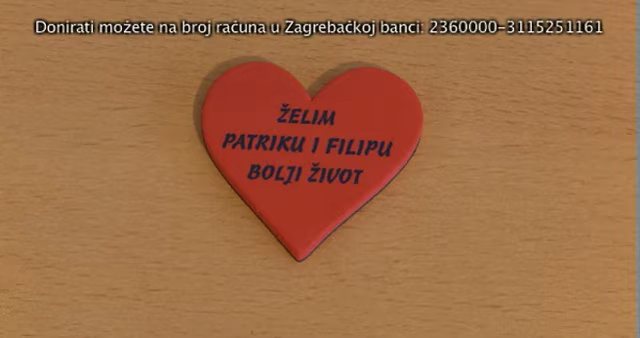 Donirati možete na broj računa u Zagrebačkoj banci: 2360000-3115251161
ŽELIM
PATRIKU I FILIPU
BOLJI ŽIVOT